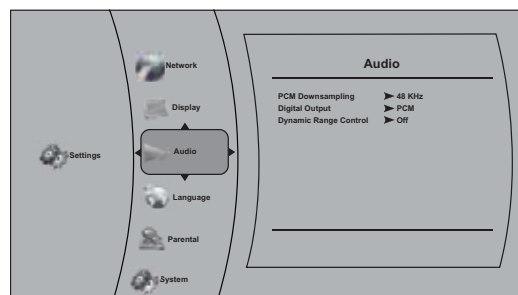 Settings
Network
Display
Audio
Language
Parental
System
Audio
PCM Downsampling 48 KHz
Digital Output PCM
Dynamic Range Control Off